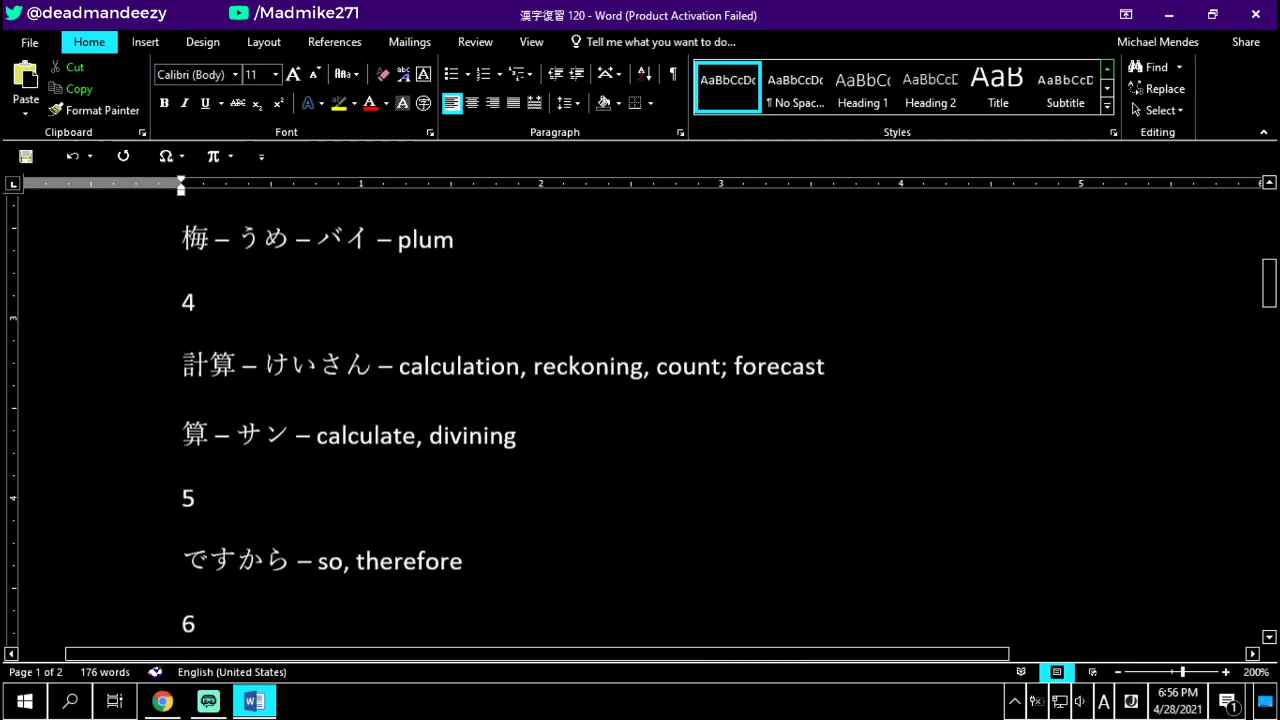 @deadmandeezy /Madmike271 漢字復習 120 - Word (Product Activation Failed)
File Home Insert Design Layout References Mailings Review View Tell me what you want to do... Michael Mendes Share
Paste Cut Copy Format Painter Calibri (Body) 11 AaBbCcDc AaBbCcDc AaBbCc AaBbCcD AaB AaBbCcD Find Replace Select
¶ No Spac... Heading 1 Heading 2 Title Subtitle
Clipboard Font Paragraph Styles Editing
1 2 3 4 5
梅 – うめ – バイ – plum
4
計算 – けいさん – calculation, reckoning, count; forecast
算 – サン – calculate, divining
5
ですから – so, therefore
6
Page 1 of 2 176 words English (United States) 200%
6:56 PM
4/28/2021